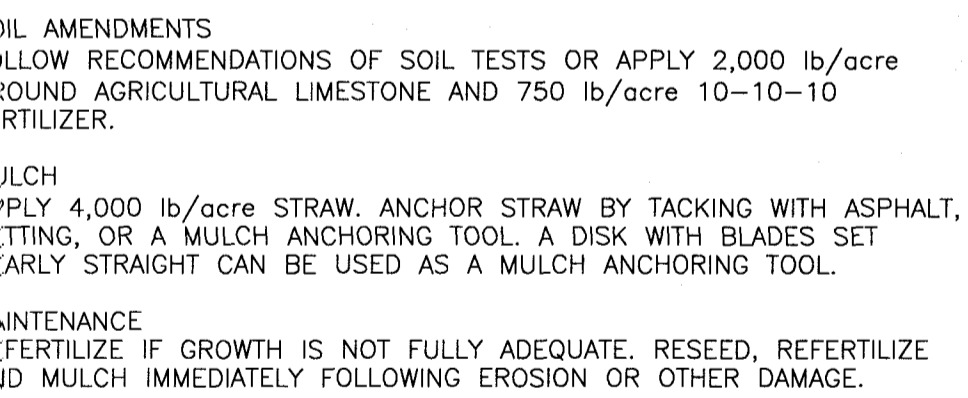 OIL AMENDMENTS
OLLOW RECOMMENDATIONS OF SOIL TESTS OR APPLY 2,000 lb/acre
ROUND AGRICULTURAL LIMESTONE AND 750 lb/acre 10-10-10
RTILIZER.
ULCH
PPLY 4,000 lb/acre STRAW. ANCHOR STRAW BY TACKING WITH ASPHALT,
ETTING, OR A MULCH ANCHORING TOOL. A DISK WITH BLADES SET
EARLY STRAIGHT CAN BE USED AS A MULCH ANCHORING TOOL.
AINTENANCE
EFERTILIZE IF GROWTH IS NOT FULLY ADEQUATE. RESEED, REFERTILIZE
ND MULCH IMMEDIATELY FOLLOWING EROSION OR OTHER DAMAGE.